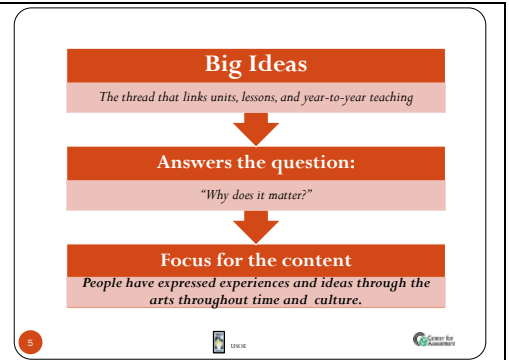 Big Ideas
The thread that links units, lessons, and year-to-year teaching
Answers the question:
“Why does it matter?”
Focus for the content
People have expressed experiences and ideas through the
arts throughout time and culture.
5
USOE
Center for
Assessment